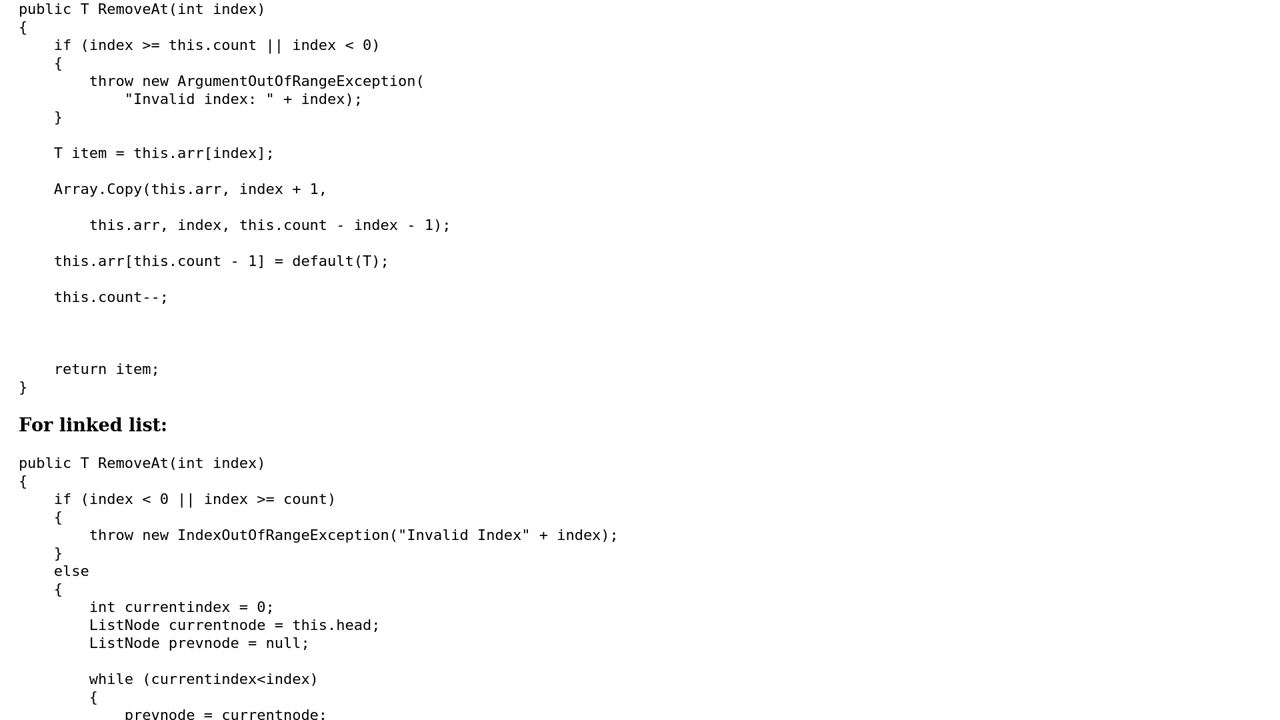 public T RemoveAt(int index)
{
    if (index >= this.count || index < 0)
    {
        throw new ArgumentOutOfRangeException(
            "Invalid index: " + index);
    }
    T item = this.arr[index];
    Array.Copy(this.arr, index + 1,
        this.arr, index, this.count - index - 1);
    this.arr[this.count - 1] = default(T);
    this.count--;
    return item;
}
For linked list:
public T RemoveAt(int index)
{
    if (index < 0 || index >= count)
    {
        throw new IndexOutOfRangeException("Invalid Index" + index);
    }
    else
    {
        int currentindex = 0;
        ListNode currentnode = this.head;
        ListNode prevnode = null;
        while (currentindex<index)
        {
            prevnode = currentnode;